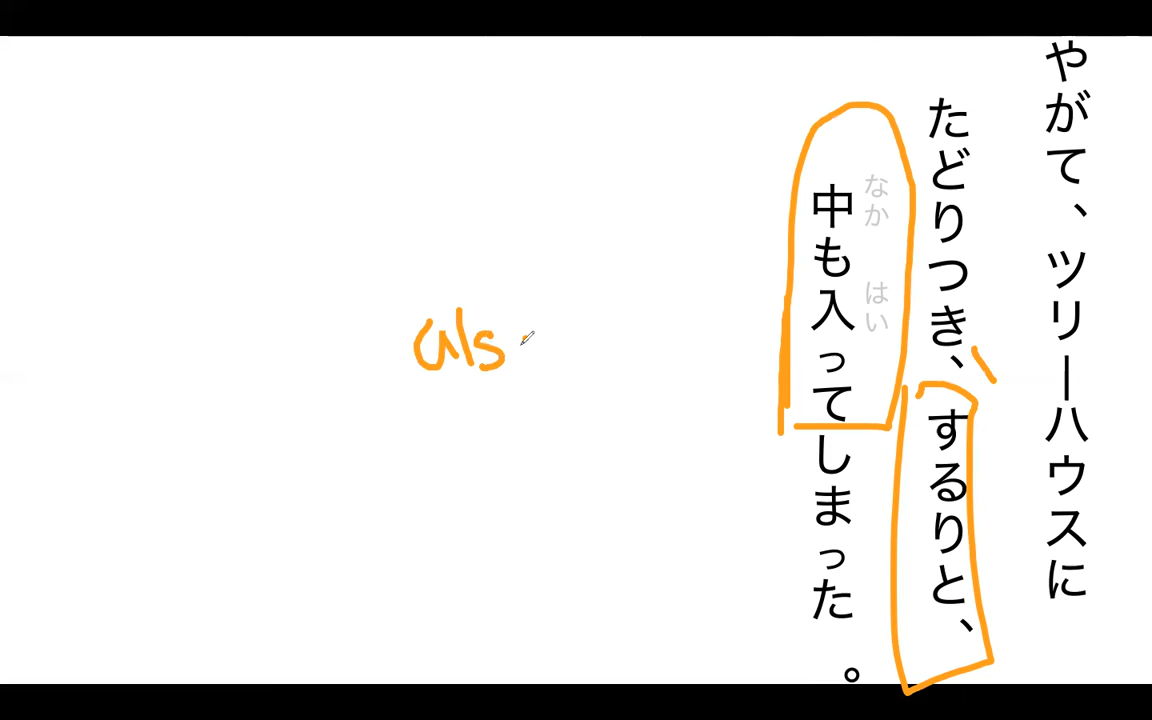 やがて、ツリーハウスに
たどりつき、するりと、
中も入ってしまった。
なか
はい
als